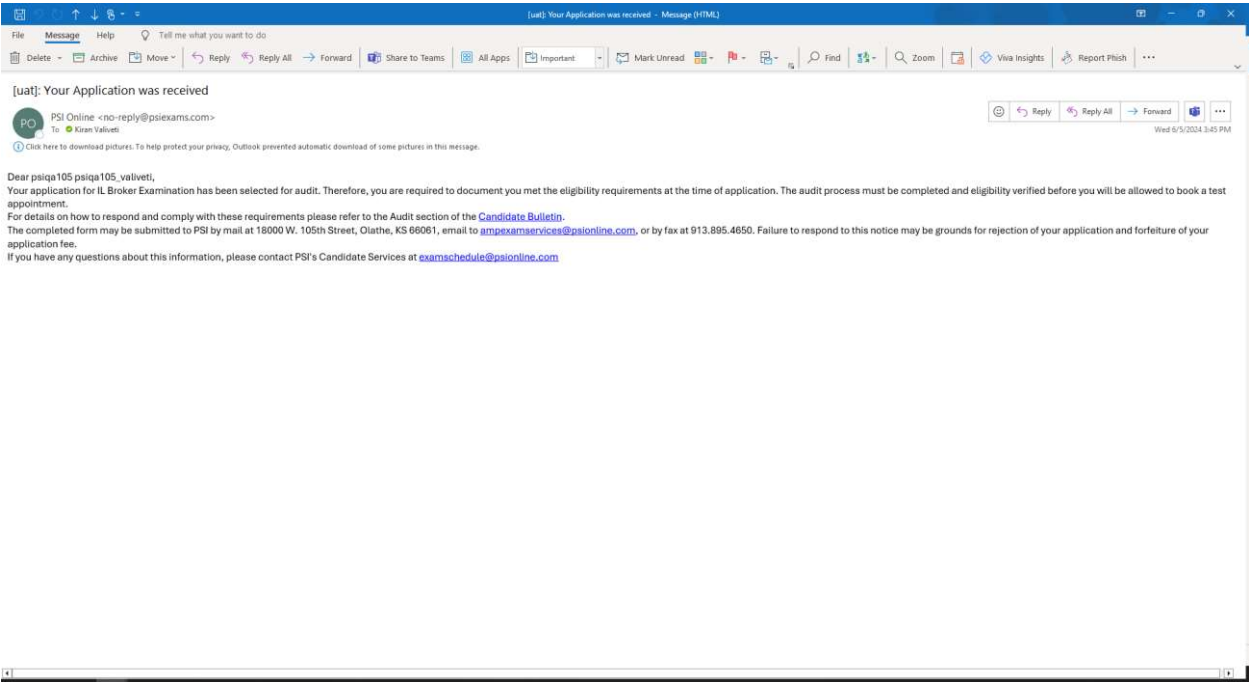 [uat]: Your Application was received - Message (HTML)
File Message Help Tell me what you want to do
Delete Archive Move Reply Reply All Forward Share to Teams All Apps Important Mark Unread Find Zoom Viva Insights Report Phish
[uat]: Your Application was received
PO
PSI Online <no-reply@psiexams.com>
To Kiran Valiveti
Reply Reply All Forward
Wed 6/5/2024 3:45 PM
Click here to download pictures. To help protect your privacy, Outlook prevented automatic download of some pictures in this message.
Dear psiqa105 psiqa105_valiveti,
Your application for IL Broker Examination has been selected for audit. Therefore, you are required to document you met the eligibility requirements at the time of application. The audit process must be completed and eligibility verified before you will be allowed to book a test
appointment.
For details on how to respond and comply with these requirements please refer to the Audit section of the Candidate Bulletin.
The completed form may be submitted to PSI by mail at 18000 W. 105th Street, Olathe, KS 66061, email to ampexamservices@psionline.com, or by fax at 913.895.4650. Failure to respond to this notice may be grounds for rejection of your application and forfeiture of your
application fee.
If you have any questions about this information, please contact PSI's Candidate Services at examschedule@psionline.com